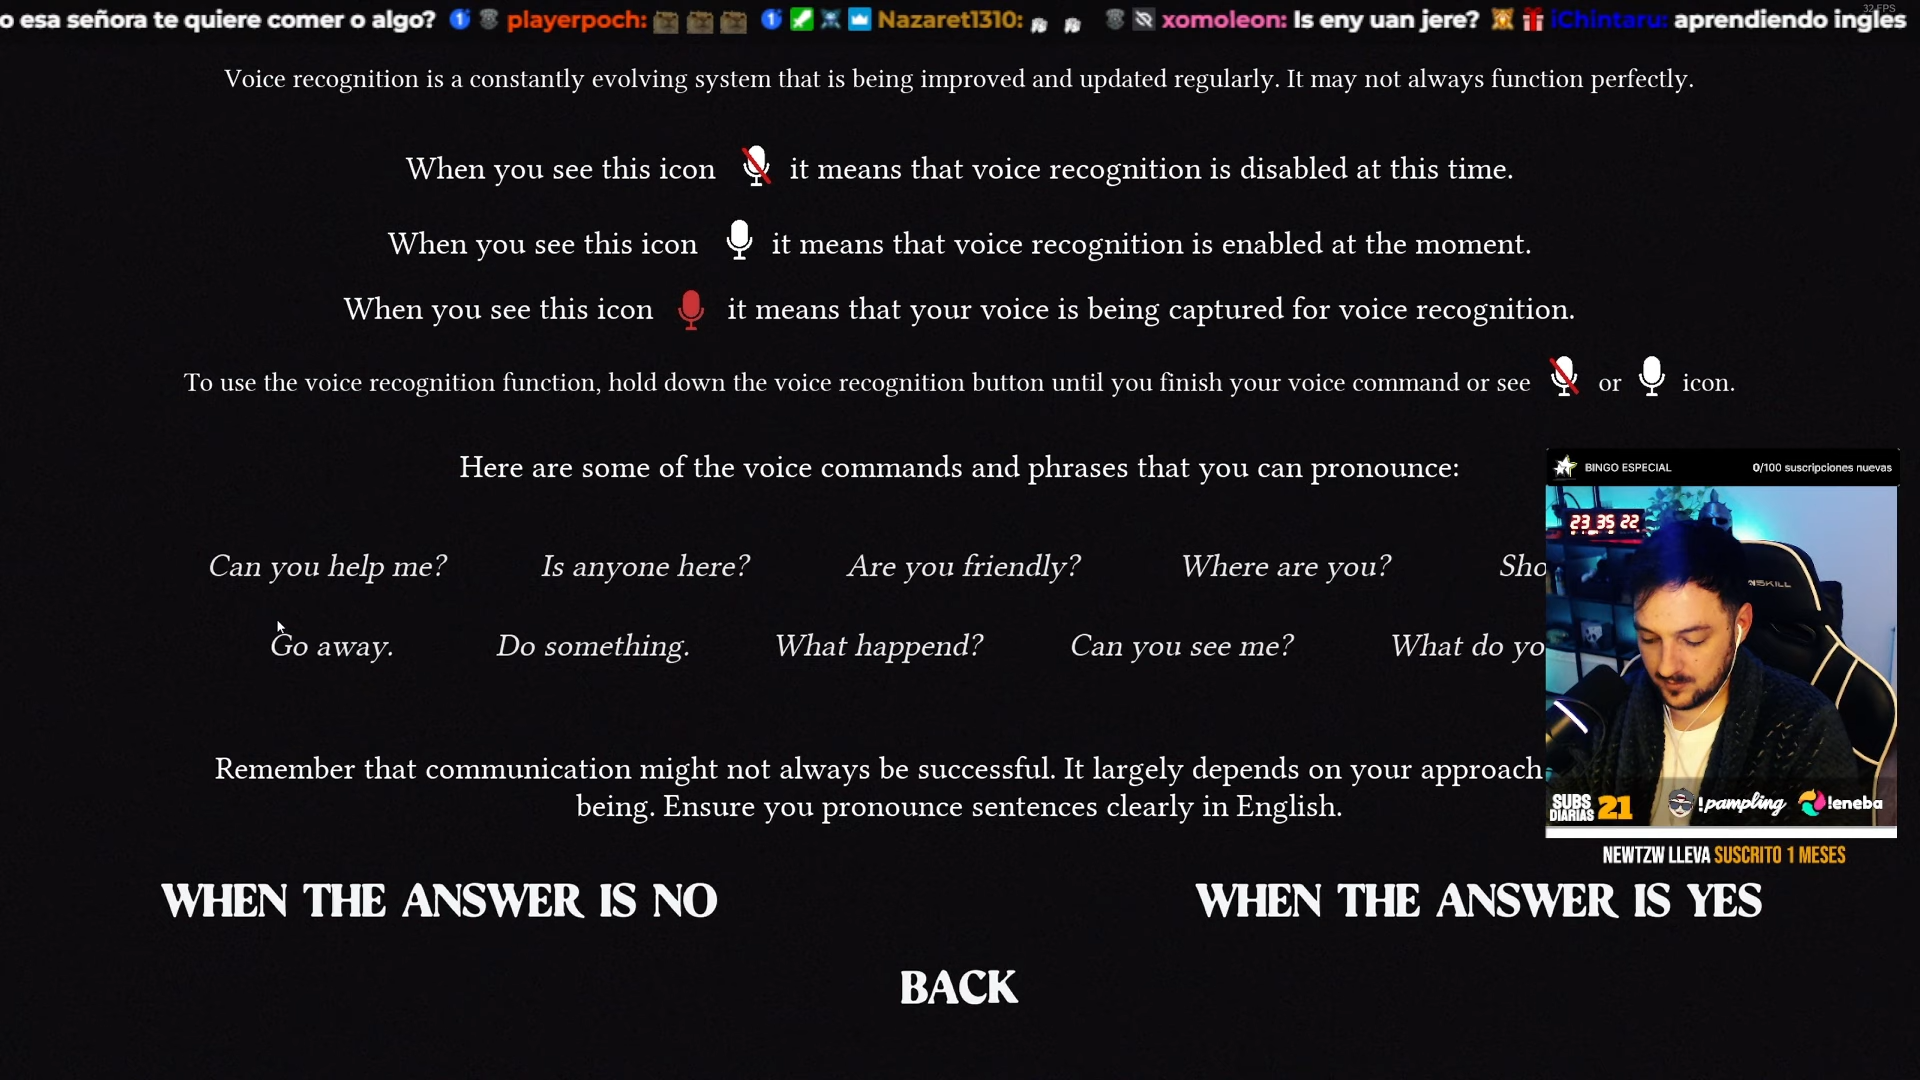 o esa señora te quiere comer o algo? playerpoch: Nazaret1310: xomoleon: Is eny uan jere? iChintaru: aprendiendo ingles
32 FPS
Voice recognition is a constantly evolving system that is being improved and updated regularly. It may not always function perfectly.
When you see this icon it means that voice recognition is disabled at this time.
When you see this icon it means that voice recognition is enabled at the moment.
When you see this icon it means that your voice is being captured for voice recognition.
To use the voice recognition function, hold down the voice recognition button until you finish your voice command or see or icon.
Here are some of the voice commands and phrases that you can pronounce:
BINGO ESPECIAL 0/100 suscripciones nuevas
23 35 22
Can you help me? Is anyone here? Are you friendly? Where are you? Sho
Go away. Do something. What happend? Can you see me? What do yo
Remember that communication might not always be successful. It largely depends on your approach
being. Ensure you pronounce sentences clearly in English.
SUBS DIARIAS 21 !pampling !eneba
NEWTZW LLEVA SUSCRITO 1 MESES
WHEN THE ANSWER IS NO WHEN THE ANSWER IS YES
BACK